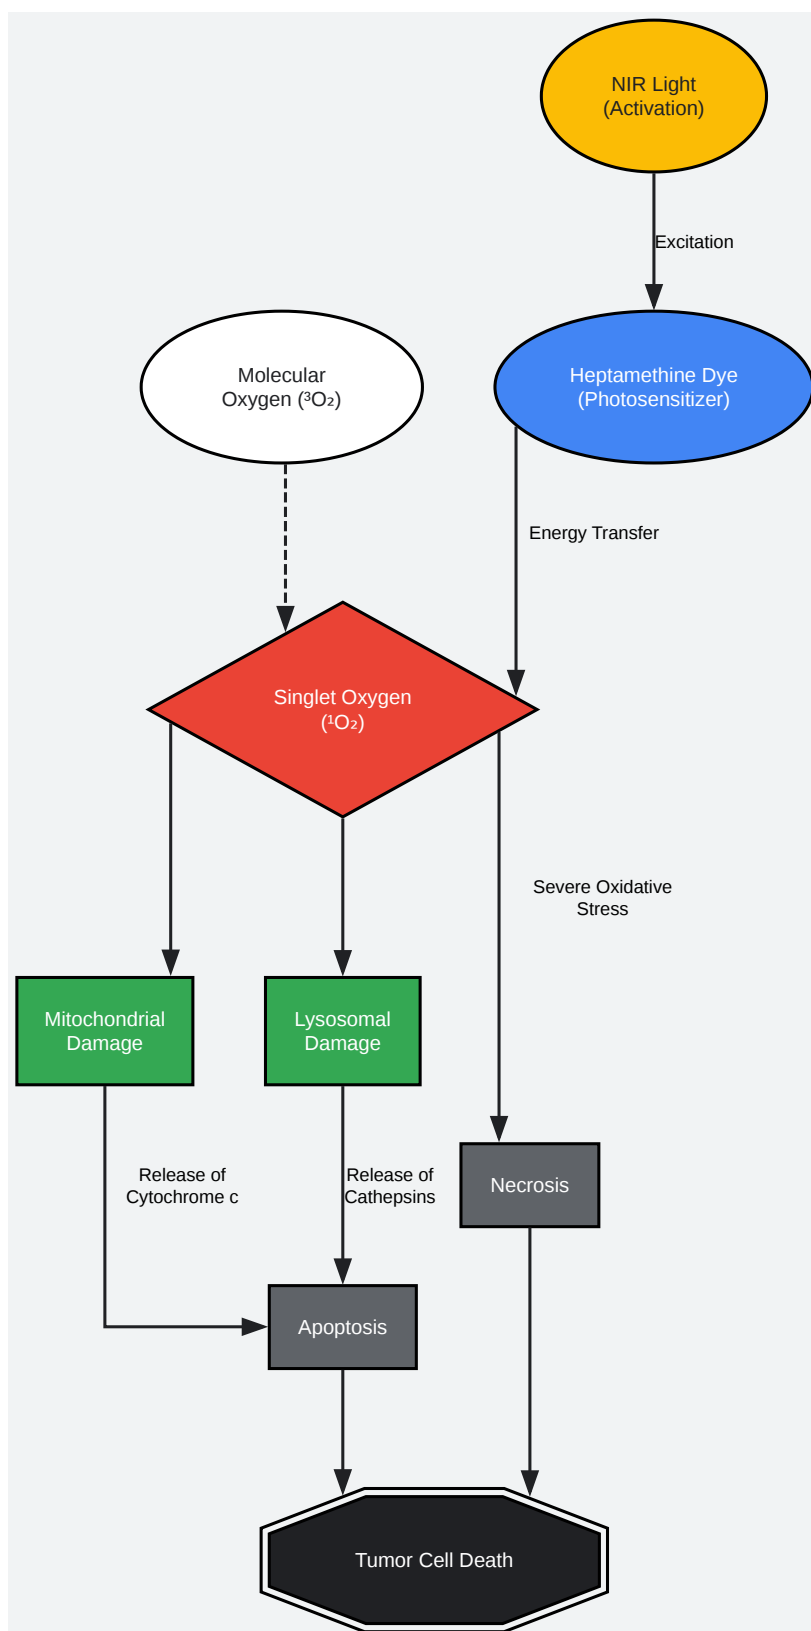 NIR Light
(Activation)
Excitation
Molecular
Oxygen (³O₂)
Heptamethine Dye
(Photosensitizer)
Energy Transfer
Singlet Oxygen
(¹O₂)
Severe Oxidative
Stress
Mitochondrial
Damage
Lysosomal
Damage
Release of
Cytochrome c
Release of
Cathepsins
Necrosis
Apoptosis
Tumor Cell Death